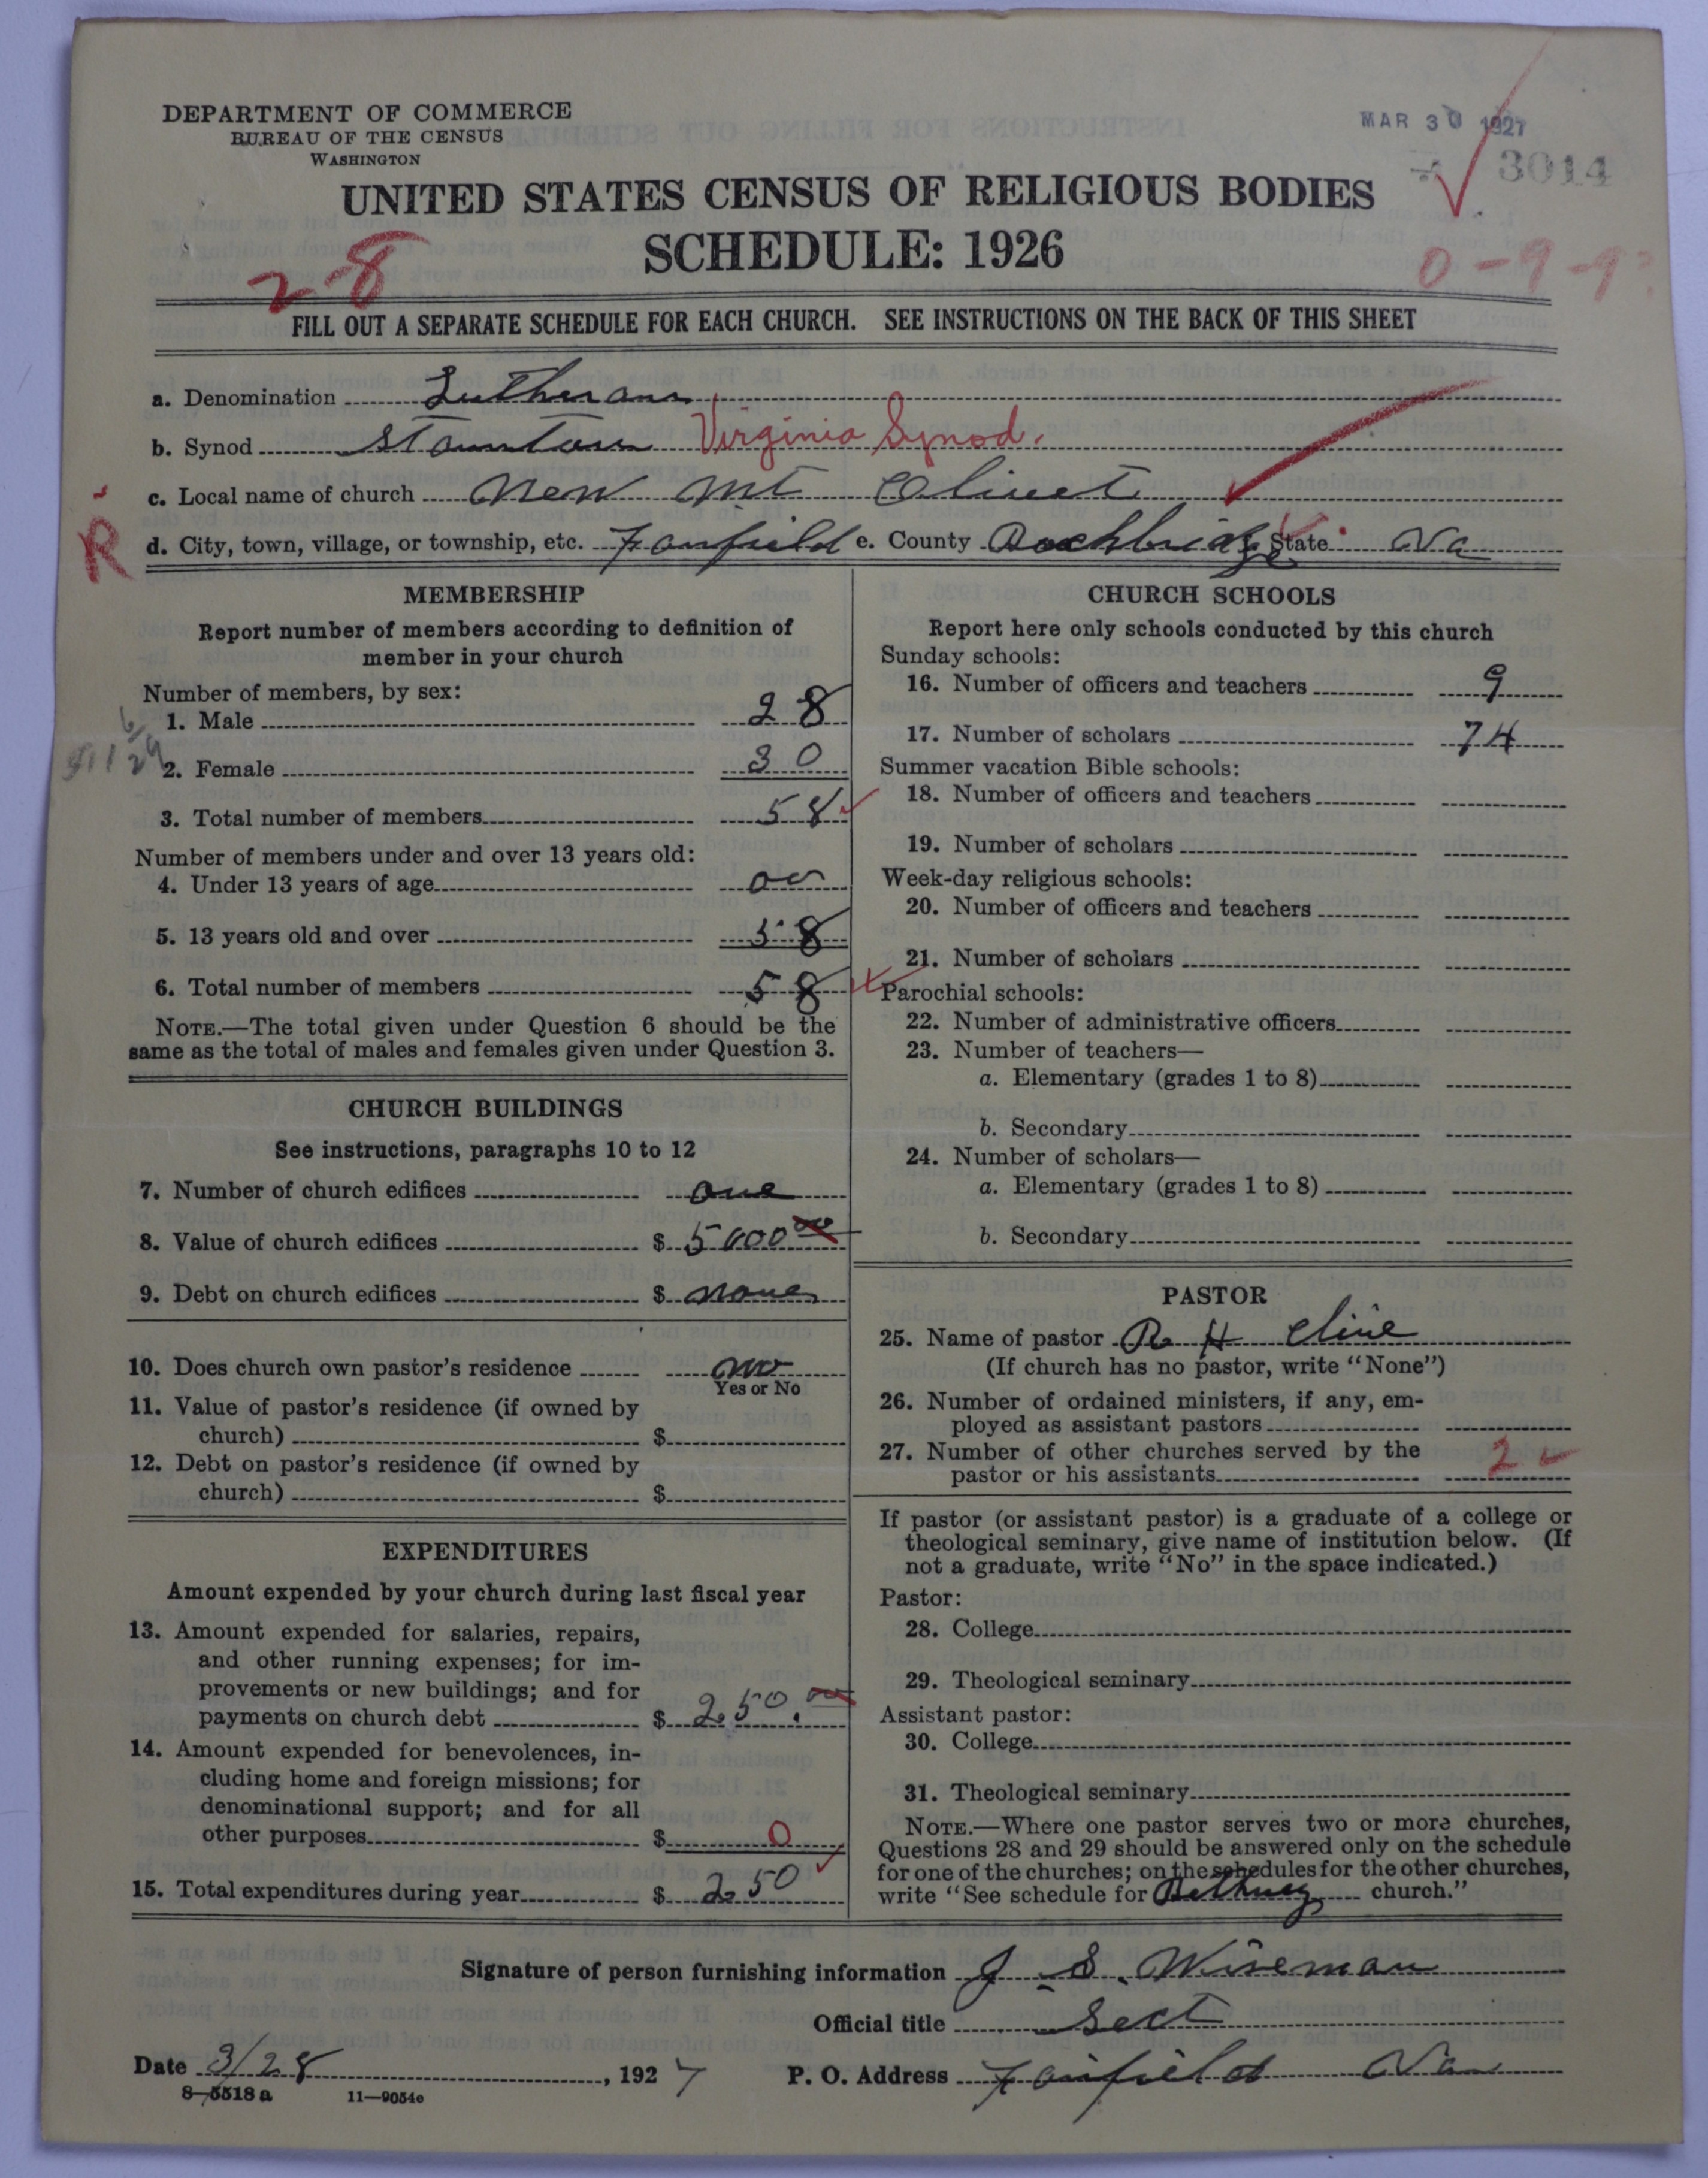 DEPARTMENT OF COMMERCE
BUREAU OF THE CENSUS
WASHINGTON
MAR 30 1927
3014
UNITED STATES CENSUS OF RELIGIOUS BODIES
SCHEDULE: 1926
2-8
0-9-9?
FILL OUT A SEPARATE SCHEDULE FOR EACH CHURCH. SEE INSTRUCTIONS ON THE BACK OF THIS SHEET
a. Denomination Lutheran
b. Synod Staunton Virginia Synod.
c. Local name of church New Mt Olivet
R
d. City, town, village, or township, etc. Fairfield e. County Rockbridge State Va
MEMBERSHIP
Report number of members according to definition of
member in your church
Number of members, by sex:
1. Male 28
2. Female 30
3. Total number of members 58
Number of members under and over 13 years old:
4. Under 13 years of age
5. 13 years old and over 58
6. Total number of members 58
NOTE.—The total given under Question 6 should be the
same as the total of males and females given under Question 3.
CHURCH BUILDINGS
See instructions, paragraphs 10 to 12
7. Number of church edifices one
8. Value of church edifices $ 5000 00
9. Debt on church edifices $ none
10. Does church own pastor's residence no
Yes or No
11. Value of pastor's residence (if owned by
church) $
12. Debt on pastor's residence (if owned by
church) $
EXPENDITURES
Amount expended by your church during last fiscal year
13. Amount expended for salaries, repairs,
and other running expenses; for im-
provements or new buildings; and for
payments on church debt $ 250.00
14. Amount expended for benevolences, in-
cluding home and foreign missions; for
denominational support; and for all
other purposes $ 0
15. Total expenditures during year $ 250
CHURCH SCHOOLS
Report here only schools conducted by this church
Sunday schools:
16. Number of officers and teachers 9
17. Number of scholars 74
Summer vacation Bible schools:
18. Number of officers and teachers
19. Number of scholars
Week-day religious schools:
20. Number of officers and teachers
21. Number of scholars
Parochial schools:
22. Number of administrative officers
23. Number of teachers—
a. Elementary (grades 1 to 8)
b. Secondary
24. Number of scholars—
a. Elementary (grades 1 to 8)
b. Secondary
PASTOR
25. Name of pastor R H Cline
(If church has no pastor, write "None")
26. Number of ordained ministers, if any, em-
ployed as assistant pastors
27. Number of other churches served by the
pastor or his assistants 2
If pastor (or assistant pastor) is a graduate of a college or
theological seminary, give name of institution below. (If
not a graduate, write "No" in the space indicated.)
Pastor:
28. College
29. Theological seminary
Assistant pastor:
30. College
31. Theological seminary
NOTE.—Where one pastor serves two or more churches,
Questions 28 and 29 should be answered only on the schedule
for one of the churches; on the schedules for the other churches,
write "See schedule for Bethany church."
Signature of person furnishing information J. S. Wiseman
Official title Sect
Date 3/28, 1927 P. O. Address Fairfield Va
8-5518 a 11-9054e